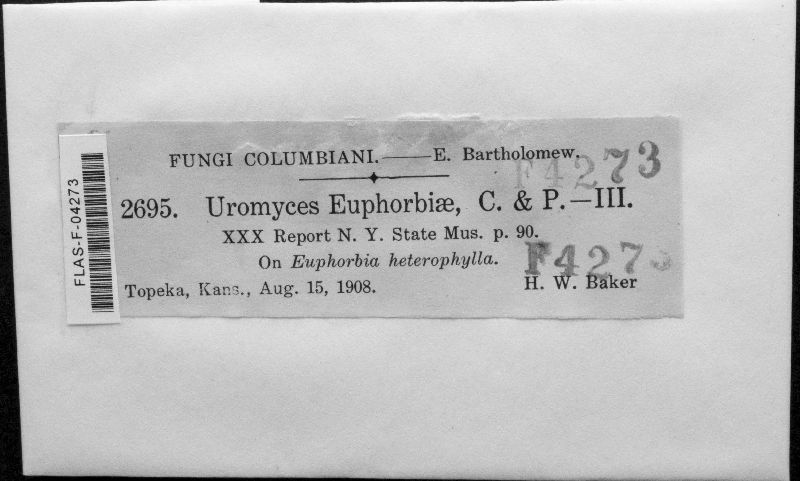 FUNGI COLUMBIANI.——E. Bartholomew.
F4273
2695. Uromyces Euphorbiæ, C. & P.—III.
XXX Report N. Y. State Mus. p. 90.
On Euphorbia heterophylla.
F4273
Topeka, Kans., Aug. 15, 1908. H. W. Baker
FLAS-F-04273